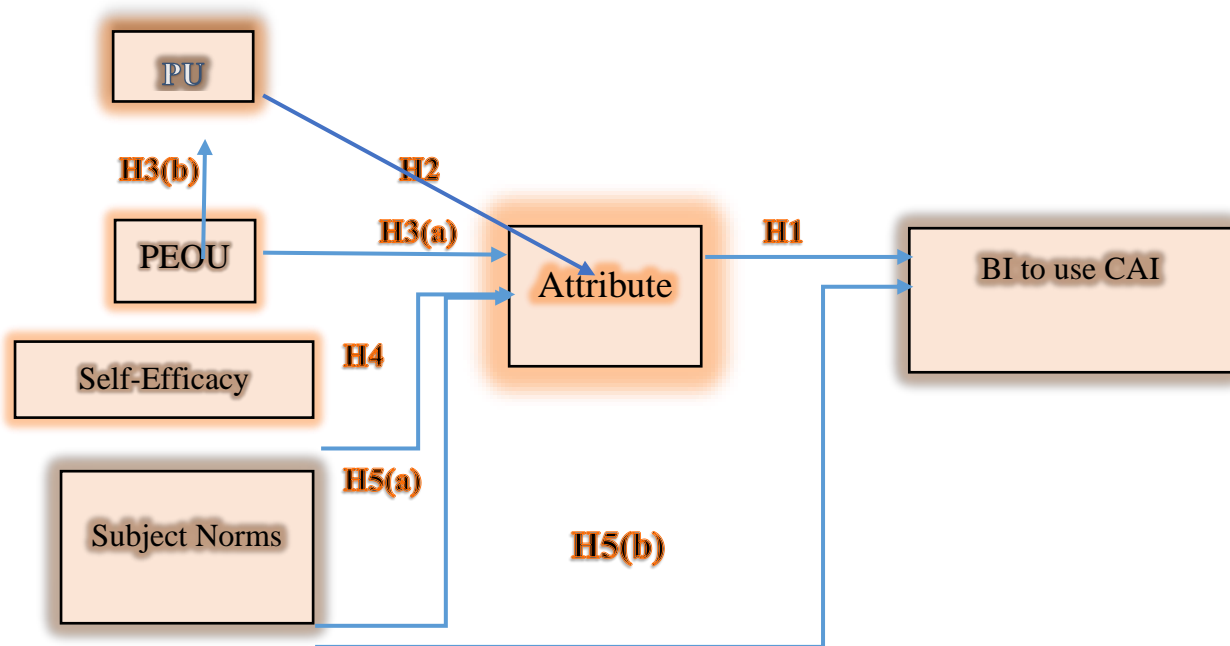 PU
H3(b)
H2
H3(a)
H1
PEOU
Attribute
BI to use CAI
H4
Self-Efficacy
H5(a)
Subject Norms
H5(b)